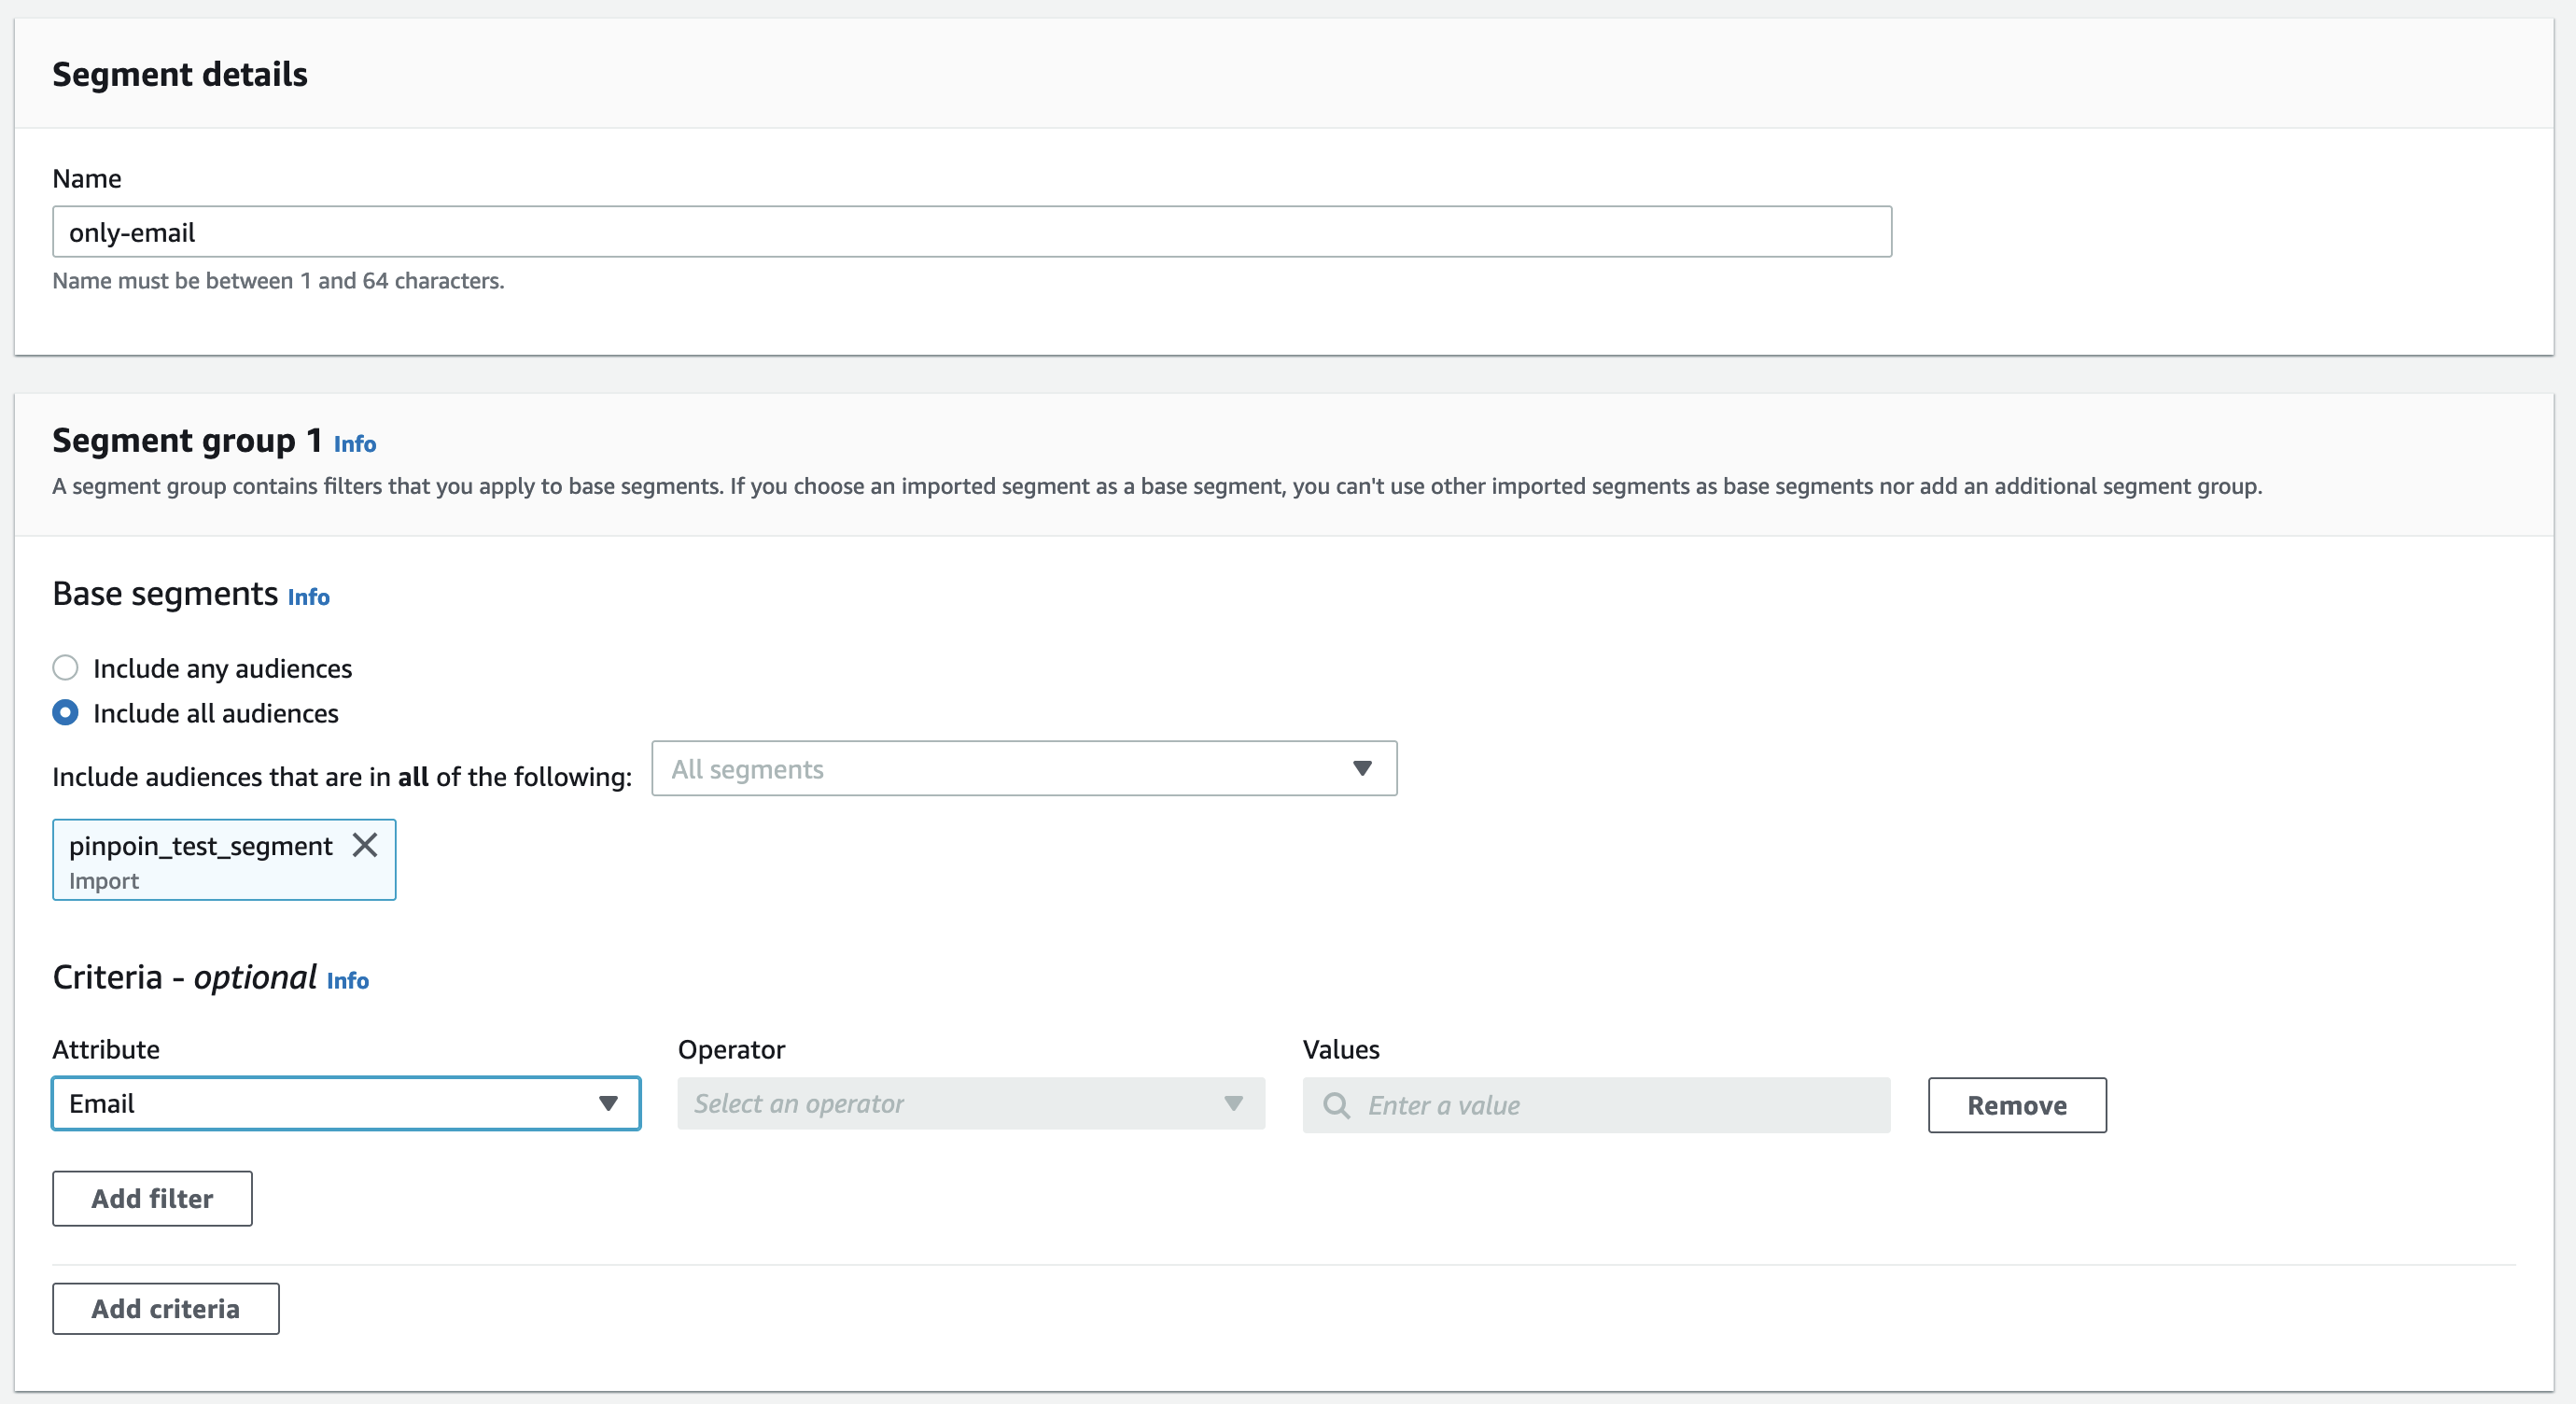 Segment details
Name
only-email
Name must be between 1 and 64 characters.
Segment group 1 Info
A segment group contains filters that you apply to base segments. If you choose an imported segment as a base segment, you can't use other imported segments as base segments nor add an additional segment group.
Base segments Info
Include any audiences
Include all audiences
Include audiences that are in all of the following: All segments
pinpoin_test_segment
Import
Criteria - optional Info
Attribute Operator Values
Email Select an operator Enter a value Remove
Add filter
Add criteria